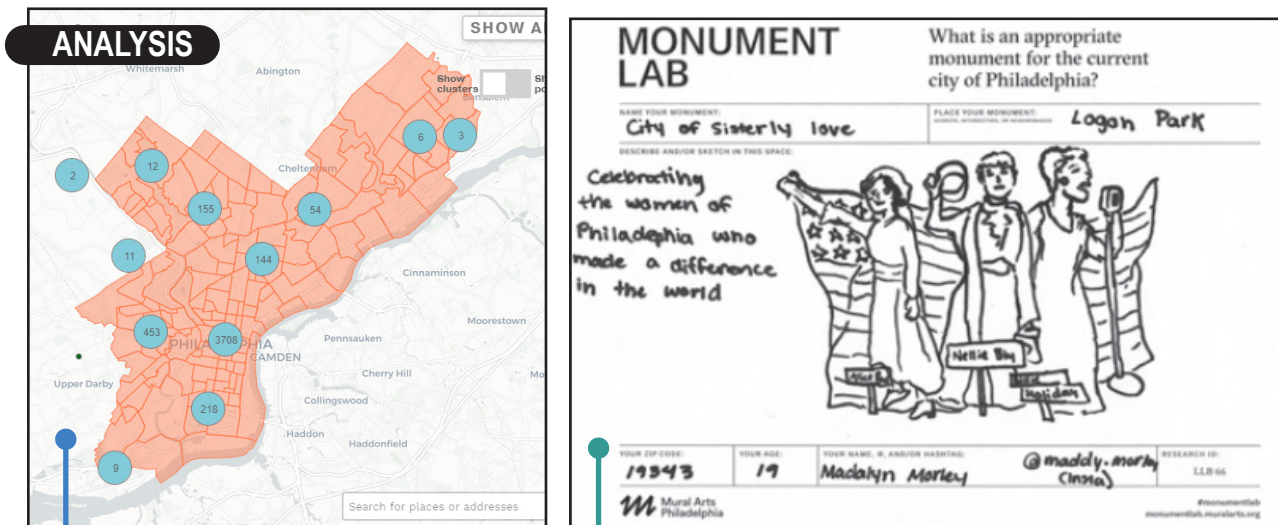 ANALYSIS
SHOW A
Show
clusters
Whitemarsh
Abington
Bensalem
Cheltenham
6
3
2
12
155
54
11
144
Cinnaminson
453
3708
PHILADELPHIA
CAMDEN
Pennsauken
Moorestown
Upper Darby
Cherry Hill
Collingswood
218
Haddon
Haddonfield
9
Search for places or addresses
MONUMENT
LAB
What is an appropriate
monument for the current
city of Philadelphia?
NAME YOUR MONUMENT:
City of Sisterly love
PLACE YOUR MONUMENT:
Logan Park
DESCRIBE AND/OR SKETCH IN THIS SPACE:
Celebrating
the women of
Philadephia who
made a difference
in the world
Nellie Bly
Holiday
YOUR ZIP CODE:
19343
YOUR AGE:
19
YOUR NAME, @, AND/OR HASHTAG:
Madalyn Morley
@maddy-morley
(insta)
RESEARCH ID:
LLB 66
Mural Arts
Philadelphia
#monumentlab
monumentlab.muralarts.org